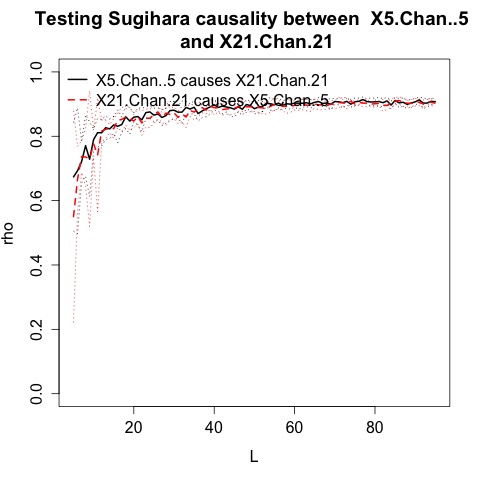 Testing Sugihara causality between X5.Chan..5
and X21.Chan.21
X5.Chan..5 causes X21.Chan.21
X21.Chan.21 causes X5.Chan..5
1.0
0.8
0.6
0.4
0.2
0.0
rho
20 40 60 80
L